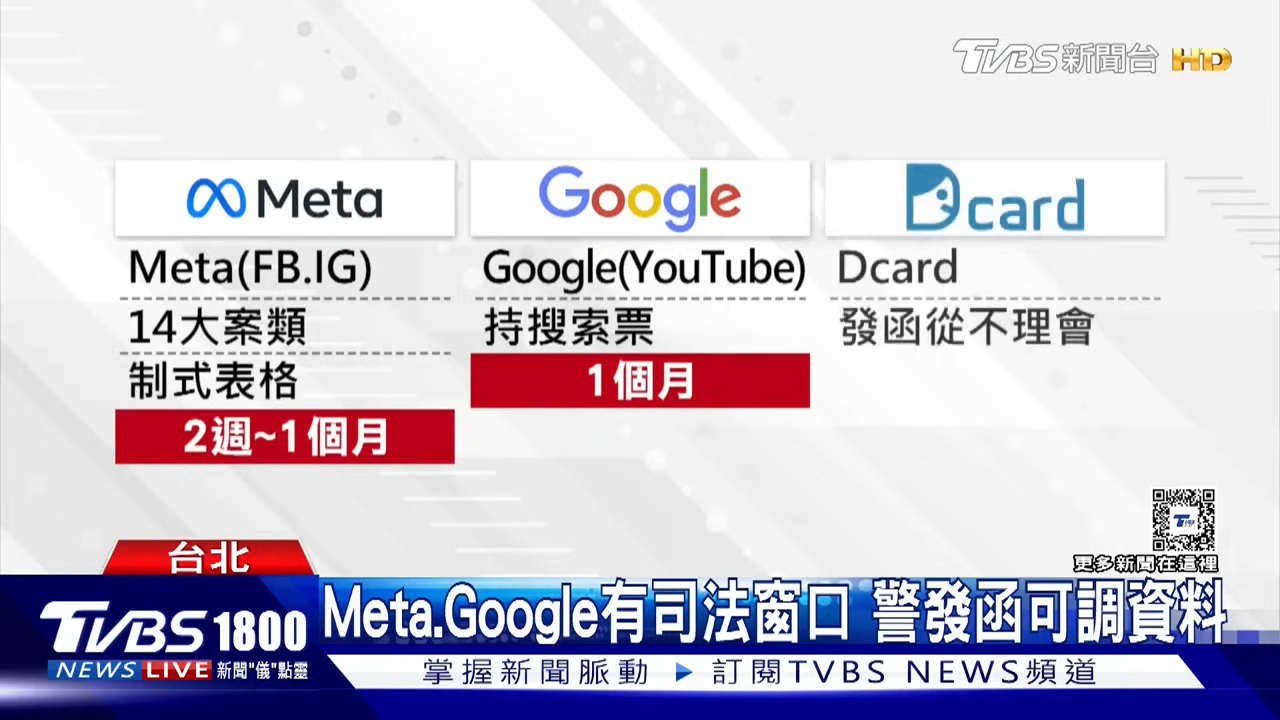 TVBS新聞台 HD
Meta
Google
Dcard
Meta(FB.IG)
14大案類
制式表格
2週~1個月
Google(YouTube)
持搜索票
1個月
Dcard
發函從不理會
TVBS
更多新聞在這裡
台北
Meta.Google有司法窗口 警發函可調資料
TVBS 1800
NEWS LIVE 新聞"儀"點靈
掌握新聞脈動 ▶ 訂閱TVBS NEWS頻道